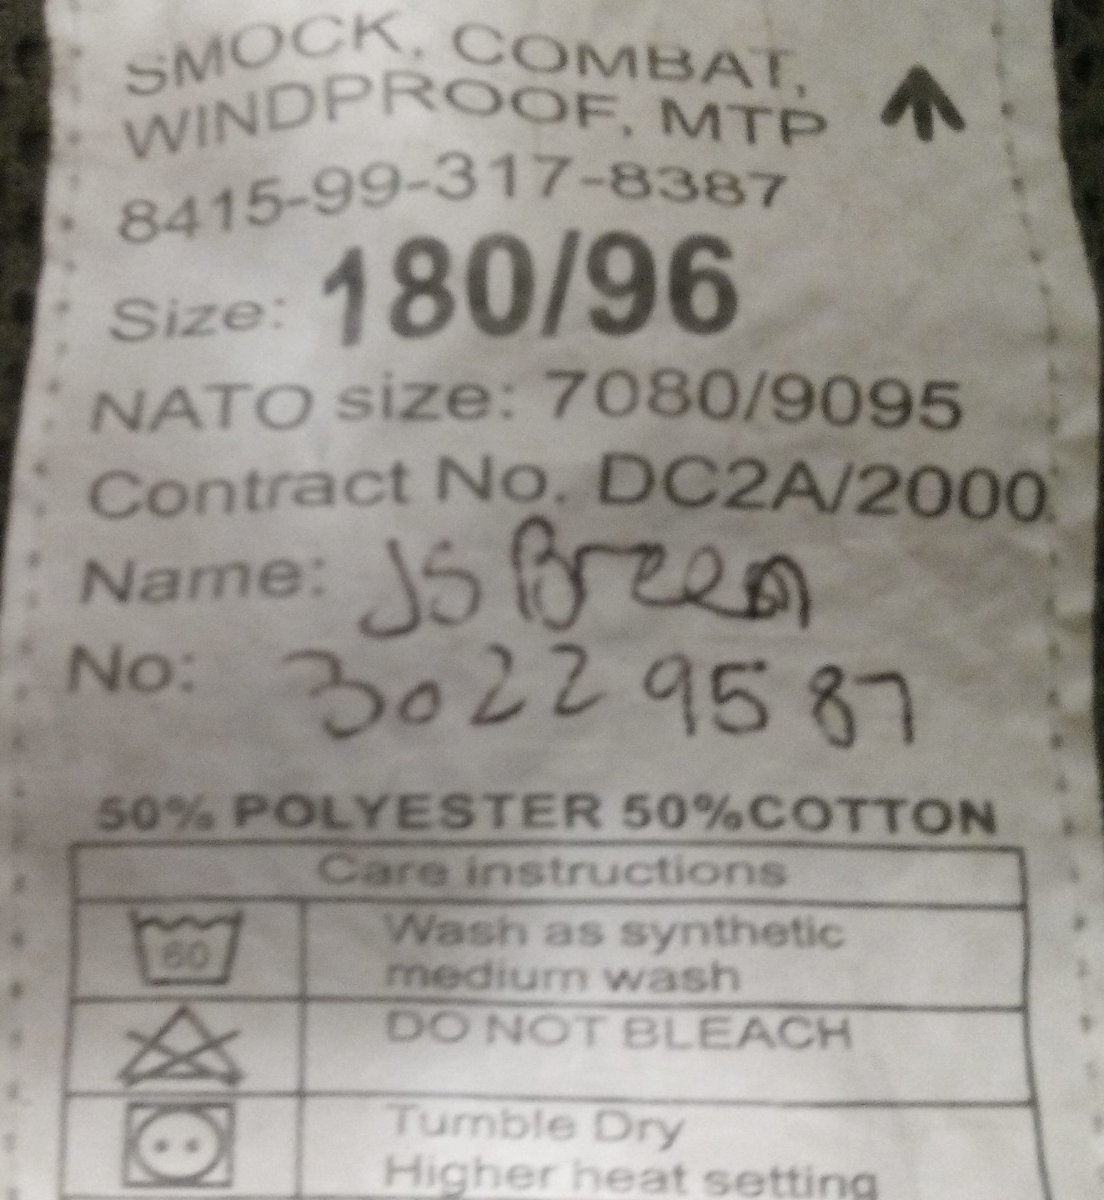 SMOCK, COMBAT,
WINDPROOF, MTP
8415-99-317-8387
Size: 180/96
NATO size: 7080/9095
Contract No. DC2A/2000
Name: JS Breen
No: 30229587
50% POLYESTER 50%COTTON
Care instructions
60
Wash as synthetic
medium wash
DO NOT BLEACH
Tumble Dry
Higher heat setting